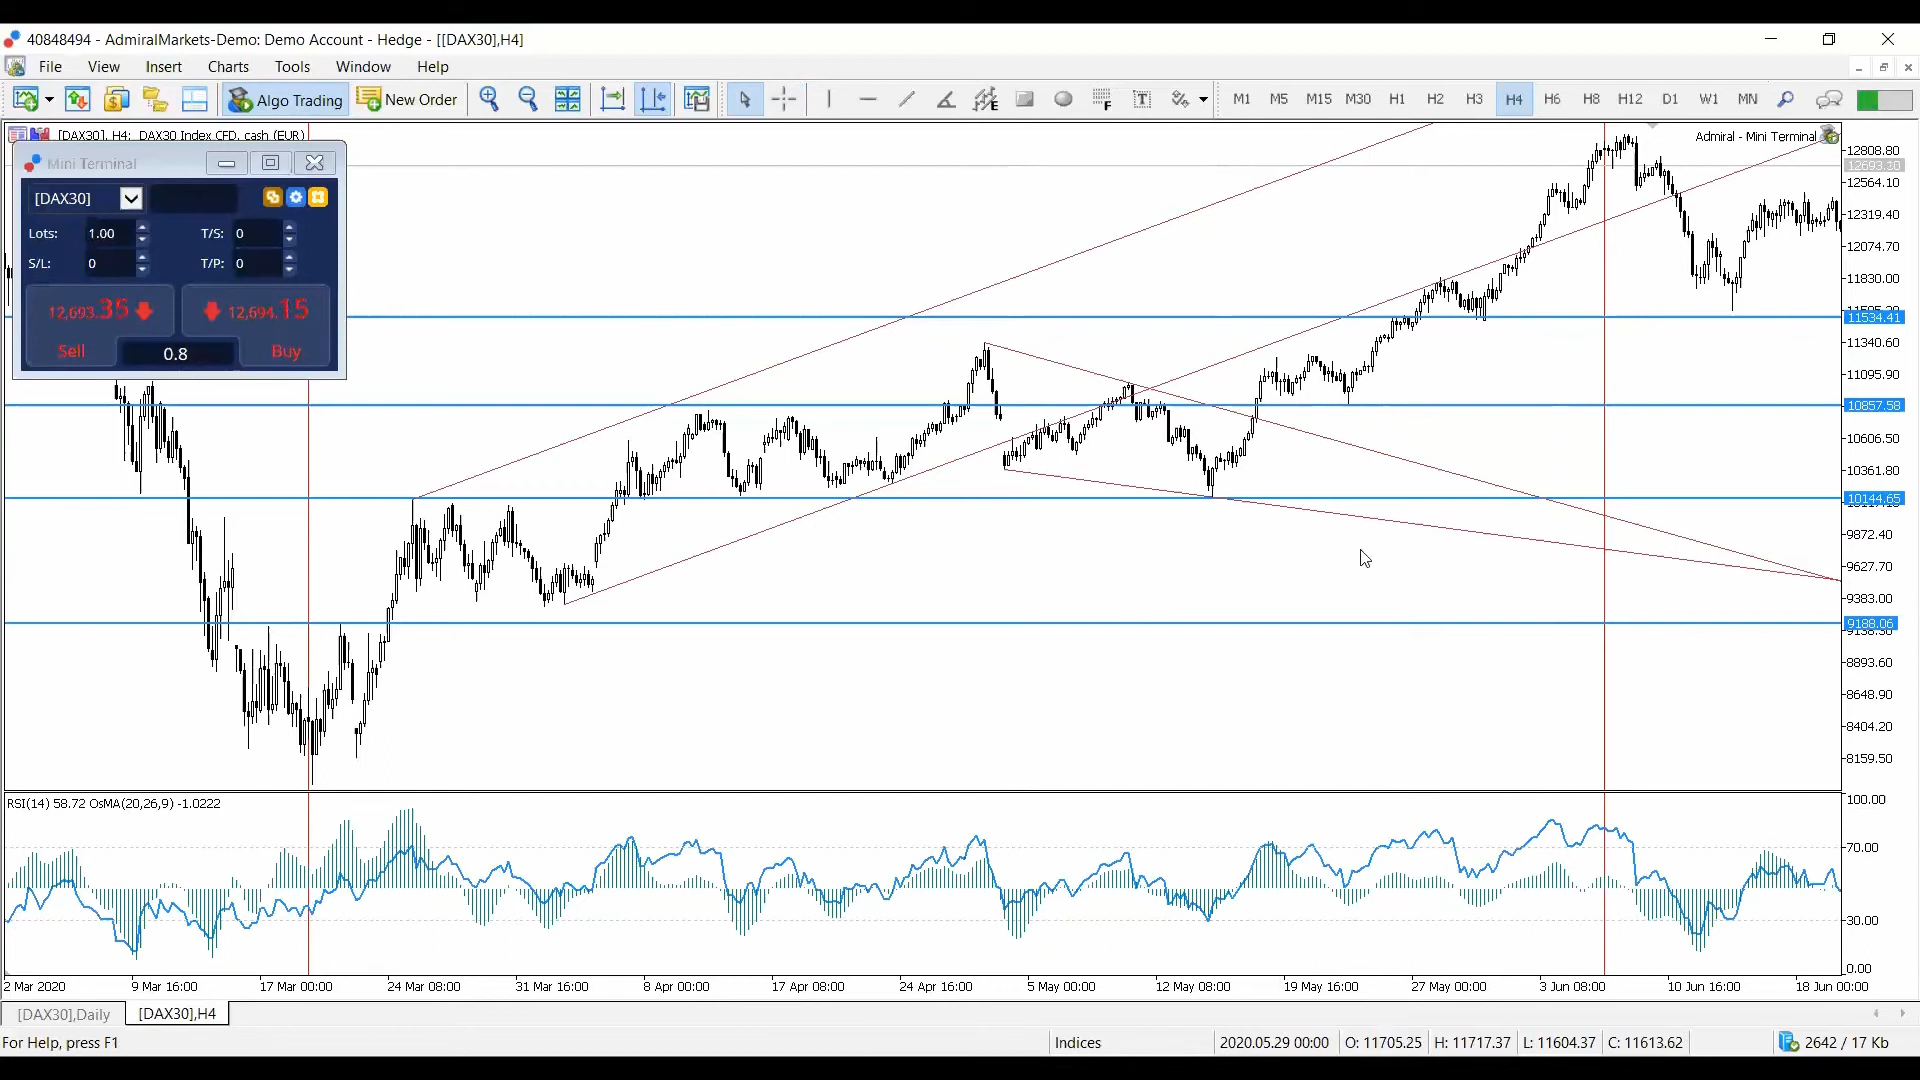 40848494 - AdmiralMarkets-Demo: Demo Account - Hedge - [[DAX30],H4]
File View Insert Charts Tools Window Help
Algo Trading New Order M1 M5 M15 M30 H1 H2 H3 H4 H6 H8 H12 D1 W1 MN
[DAX30], H4: DAX30 Index CFD, cash (EUR)
Admiral - Mini Terminal
Mini Terminal
[DAX30]
Lots: 1.00 T/S: 0
S/L: 0 T/P: 0
12,693.35 12,694.15
Sell 0.8 Buy
12808.80
12693.30
12564.10
12319.40
12074.70
11830.00
11534.41
11340.60
11095.90
10857.58
10606.50
10361.80
10144.65
9872.40
9627.70
9383.00
9188.06
8893.60
8648.90
8404.20
8159.50
RSI(14) 58.72 OsMA(20,26,9) -1.0222
100.00
70.00
30.00
0.00
2 Mar 2020 9 Mar 16:00 17 Mar 00:00 24 Mar 08:00 31 Mar 16:00 8 Apr 00:00 17 Apr 08:00 24 Apr 16:00 5 May 00:00 12 May 08:00 19 May 16:00 27 May 00:00 3 Jun 08:00 10 Jun 16:00 18 Jun 00:00
[DAX30],Daily [DAX30],H4
For Help, press F1 Indices 2020.05.29 00:00 O: 11705.25 H: 11717.37 L: 11604.37 C: 11613.62 2642 / 17 Kb